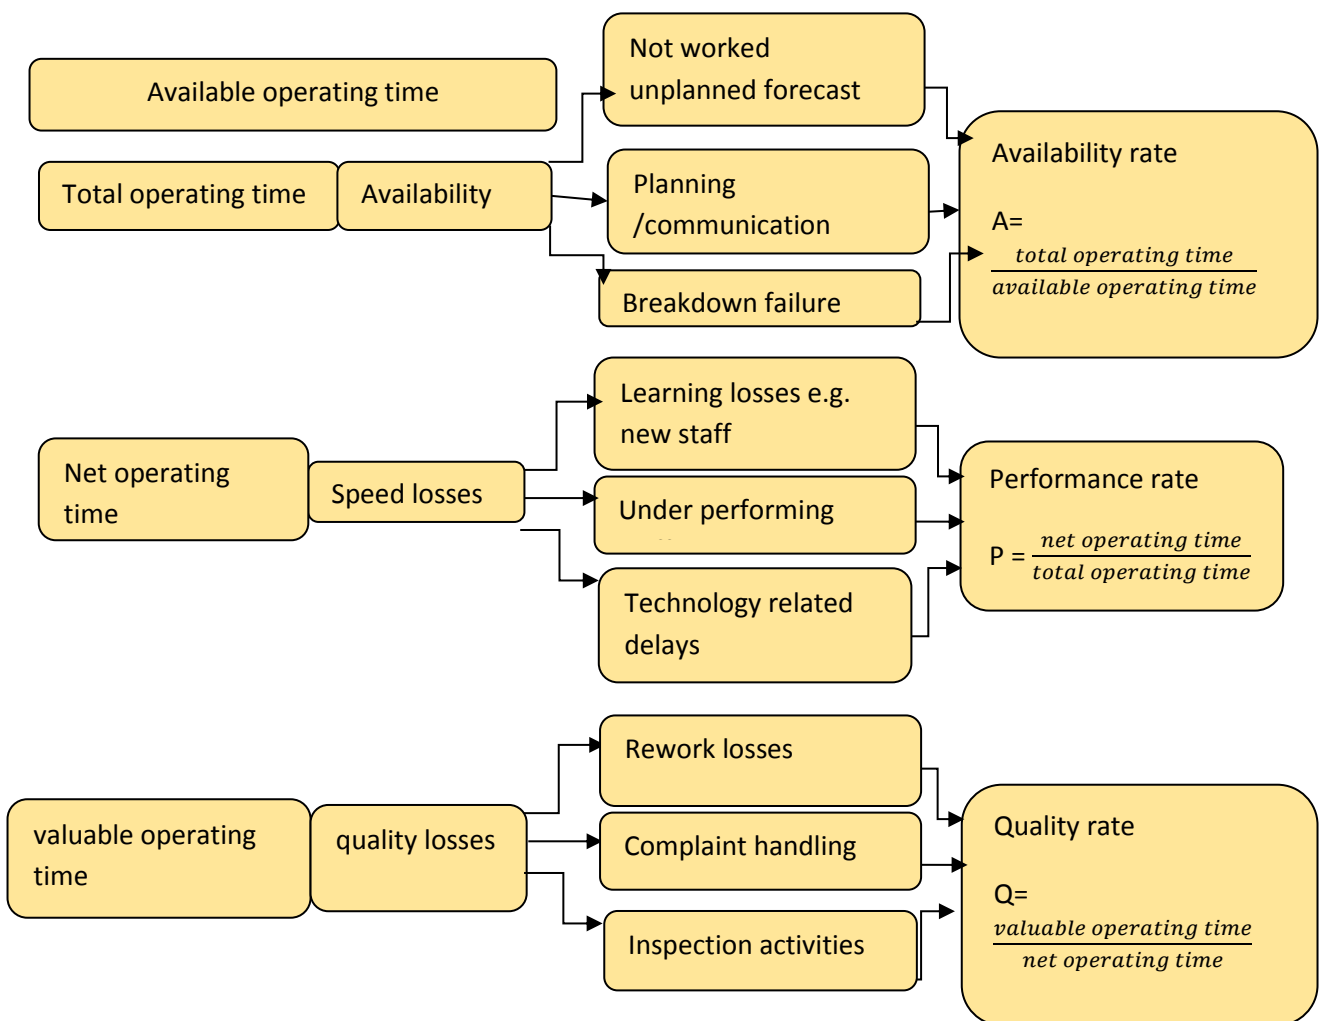 Available operating time
Not worked
unplanned forecast
Total operating time
Availability
Planning
/communication
Breakdown failure
Availability rate
A=
total operating time
available operating time
Net operating
time
Speed losses
Learning losses e.g.
new staff
Under performing
Technology related
delays
Performance rate
P = net operating time
total operating time
valuable operating
time
quality losses
Rework losses
Complaint handling
Inspection activities
Quality rate
Q=
valuable operating time
net operating time